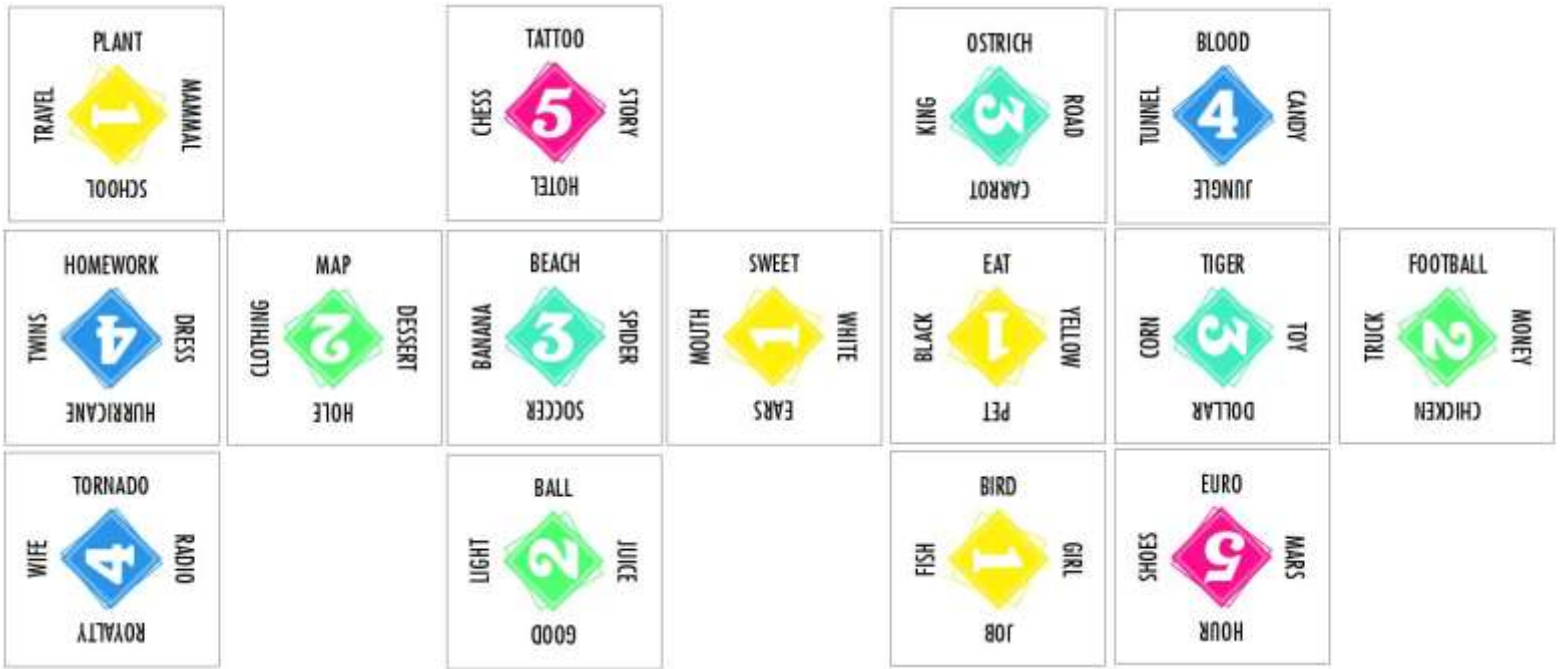 PLANT
TRAVEL 1 MAMMAL
SCHOOL
TATTOO
CHESS 5 STORY
HOTEL
OSTRICH
KING 3 ROAD
CARROT
BLOOD
TUNNEL 4 CANDY
JUNGLE
HOMEWORK
TWINS 4 DRESS
HURRICANE
MAP
CLOTHING 2 DESSERT
HOLE
BEACH
BANANA 3 SPIDER
SOCCER
SWEET
MOUTH 1 WHITE
EARS
EAT
BLACK 1 YELLOW
PET
TIGER
CORN 3 TOY
DOLLAR
FOOTBALL
TRUCK 2 MONEY
CHICKEN
TORNADO
WIFE 4 RADIO
ROYALTY
BALL
LIGHT 2 JUICE
GOOD
BIRD
FISH 1 GIRL
JOB
EURO
SHOES 5 MARS
HOUR